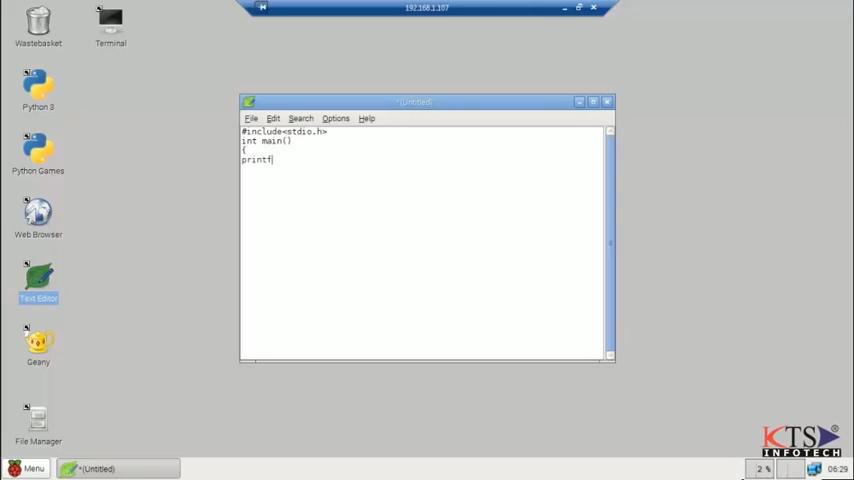 192.168.1.107
Wastebasket
Terminal
Python 3
Python Games
Web Browser
Text Editor
Geany
File Manager
*(Untitled)
File Edit Search Options Help
#include<stdio.h>
int main()
{
printf
KTS
INFOTECH
Menu
*(Untitled)
2 %
06:29